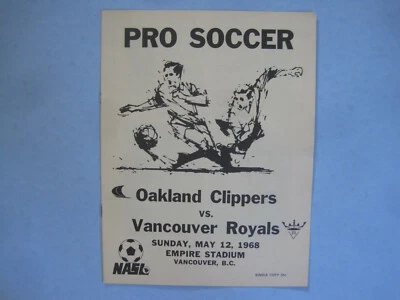 PRO SOCCER
Oakland Clippers
vs.
Vancouver Royals
SUNDAY, MAY 12, 1968
EMPIRE STADIUM
VANCOUVER, B.C.
NASL